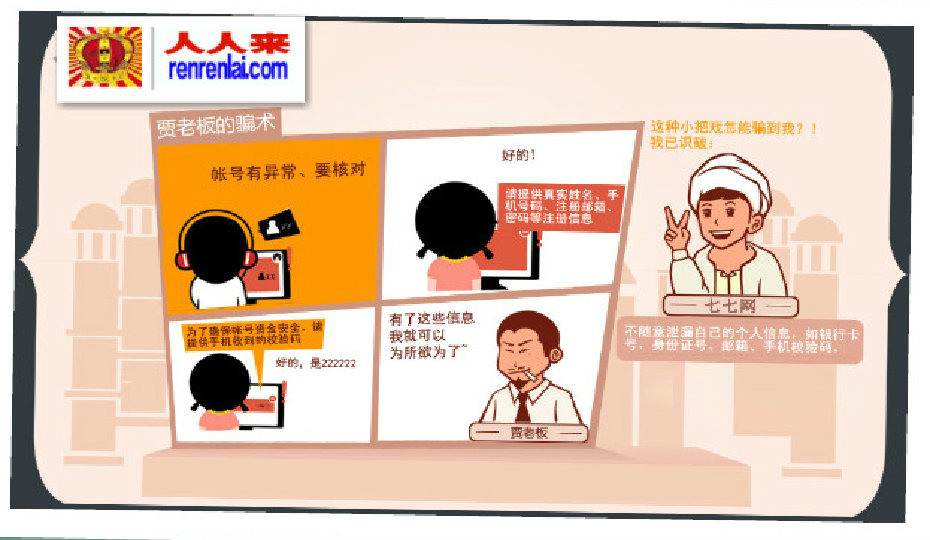 人人来
renrenlai.com
贾老板的骗术
帐号有异常、要核对
好的!
请提供真实姓名、手
机号码、注册邮箱、
密码等注册信息
为了确保帐号资金安全，请
提供手机收到的校验码
好的，是222222
有了这些信息
我就可以
为所欲为了~
贾老板
这种小把戏怎能骗到我？!
我已识破：
七七网
不随意泄漏自己的个人信息，如银行卡
号，身份证号、邮箱、手机校验码。